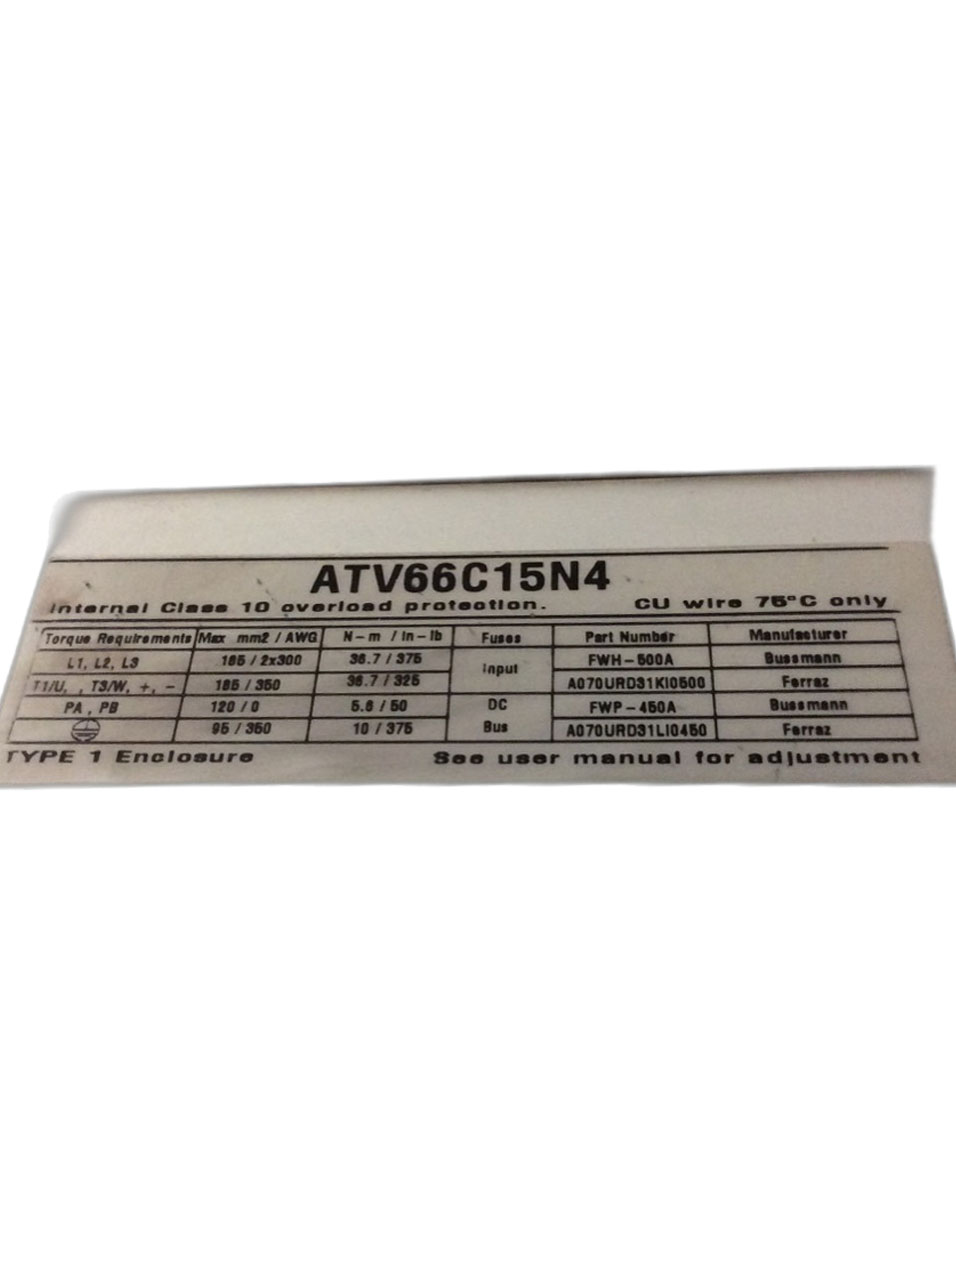 ATV66C15N4
Internal Class 10 overload protection. CU wire 75°C only
Torque Requirements Max mm2 / AWG N-m / In-lb Fuses Part Number Manufacturer
L1, L2, L3 185 / 2x300 36.7 / 375 Input FWH-500A Bussmann
T1/U, , T3/W, +, - 185 / 350 36.7 / 325 A070URD31KI0500 Ferraz
PA , PB 120 / 0 5.6 / 50 DC FWP-450A Bussmann
95 / 350 10 / 375 Bus A070URD31LI0450 Ferraz
TYPE 1 Enclosure See user manual for adjustment